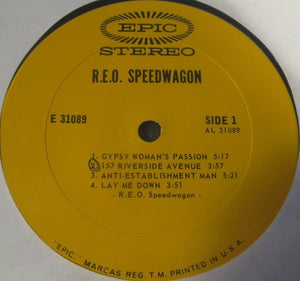 EPIC
STEREO
R.E.O. SPEEDWAGON
E 31089
SIDE 1
AL 31089
1. GYPSY WOMAN'S PASSION 5:17
157 RIVERSIDE AVENUE 3:57
3. ANTI-ESTABLISHMENT MAN 5:21
4. LAY ME DOWN 3:51
- R.E.O. Speedwagon -
"EPIC," MARCAS REG. T.M. PRINTED IN U.S.A.